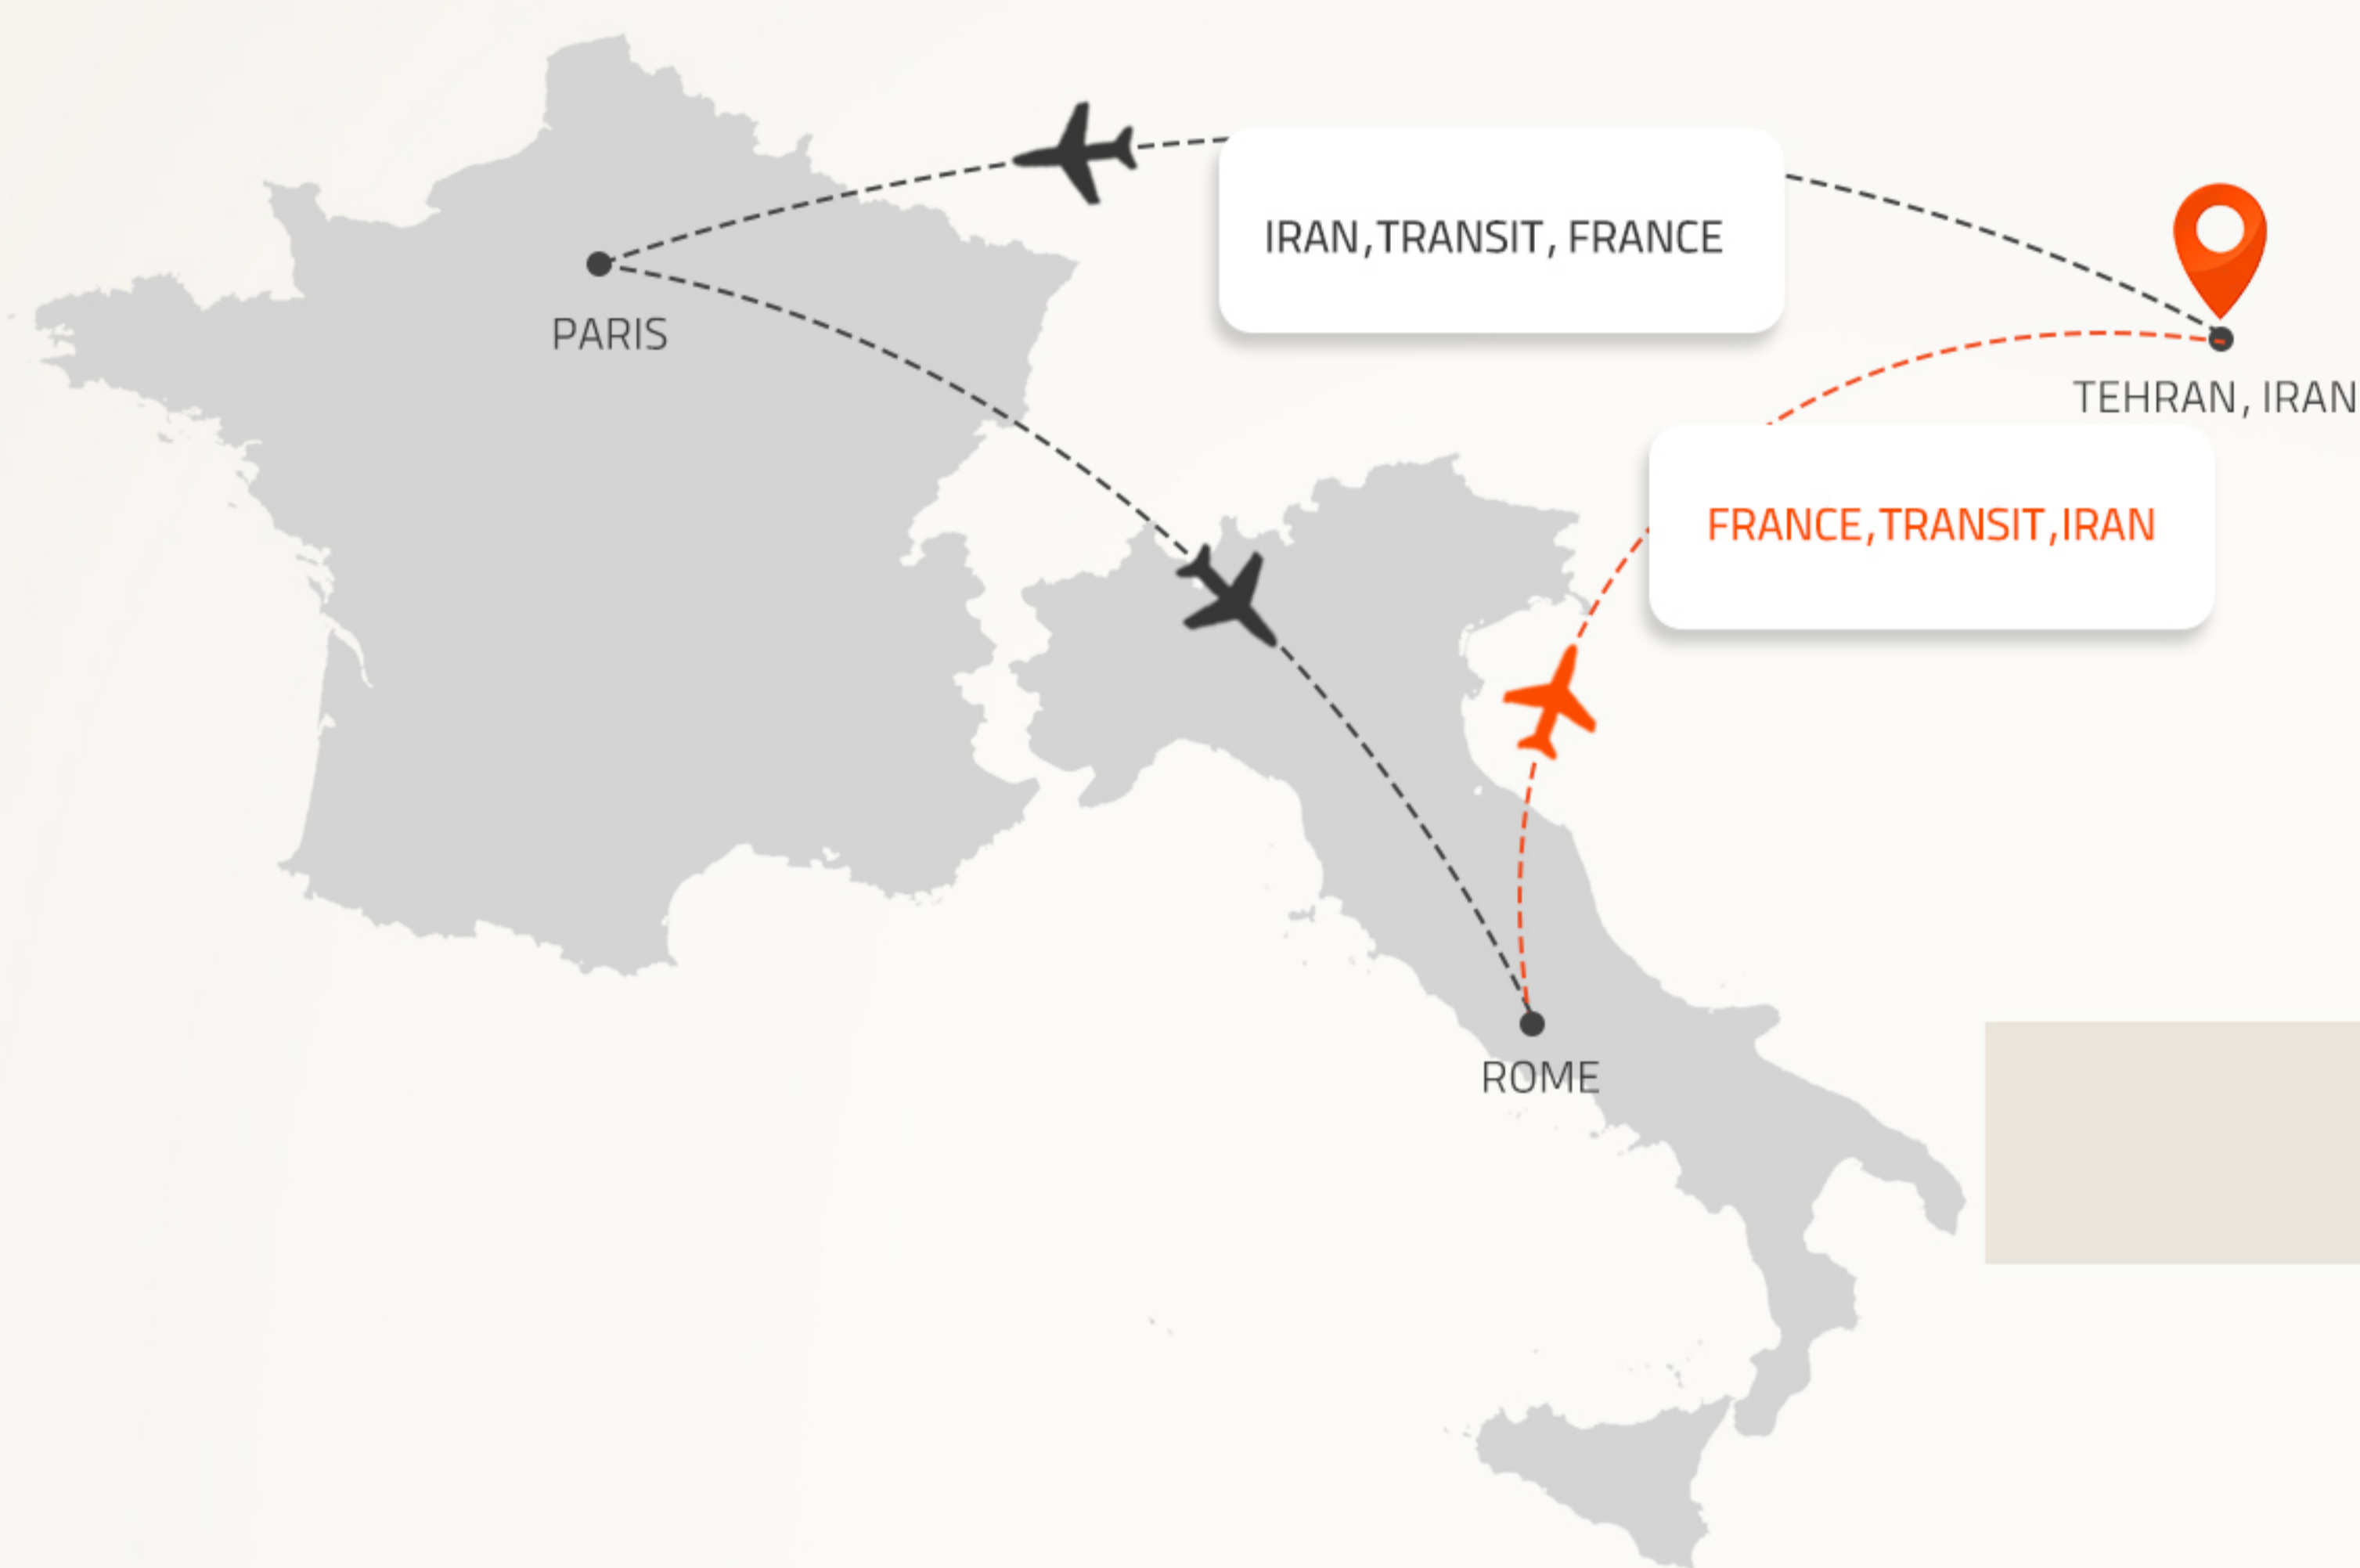 IRAN,TRANSIT, FRANCE
PARIS
TEHRAN, IRAN
FRANCE,TRANSIT,IRAN
ROME